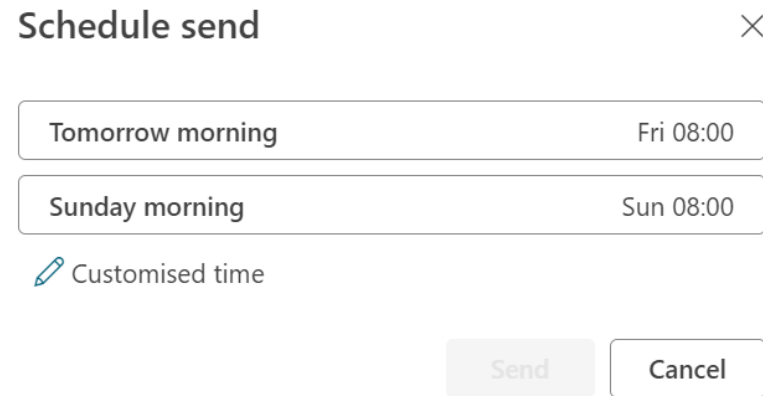 Schedule send
Tomorrow morning Fri 08:00
Sunday morning Sun 08:00
Customised time
Send Cancel